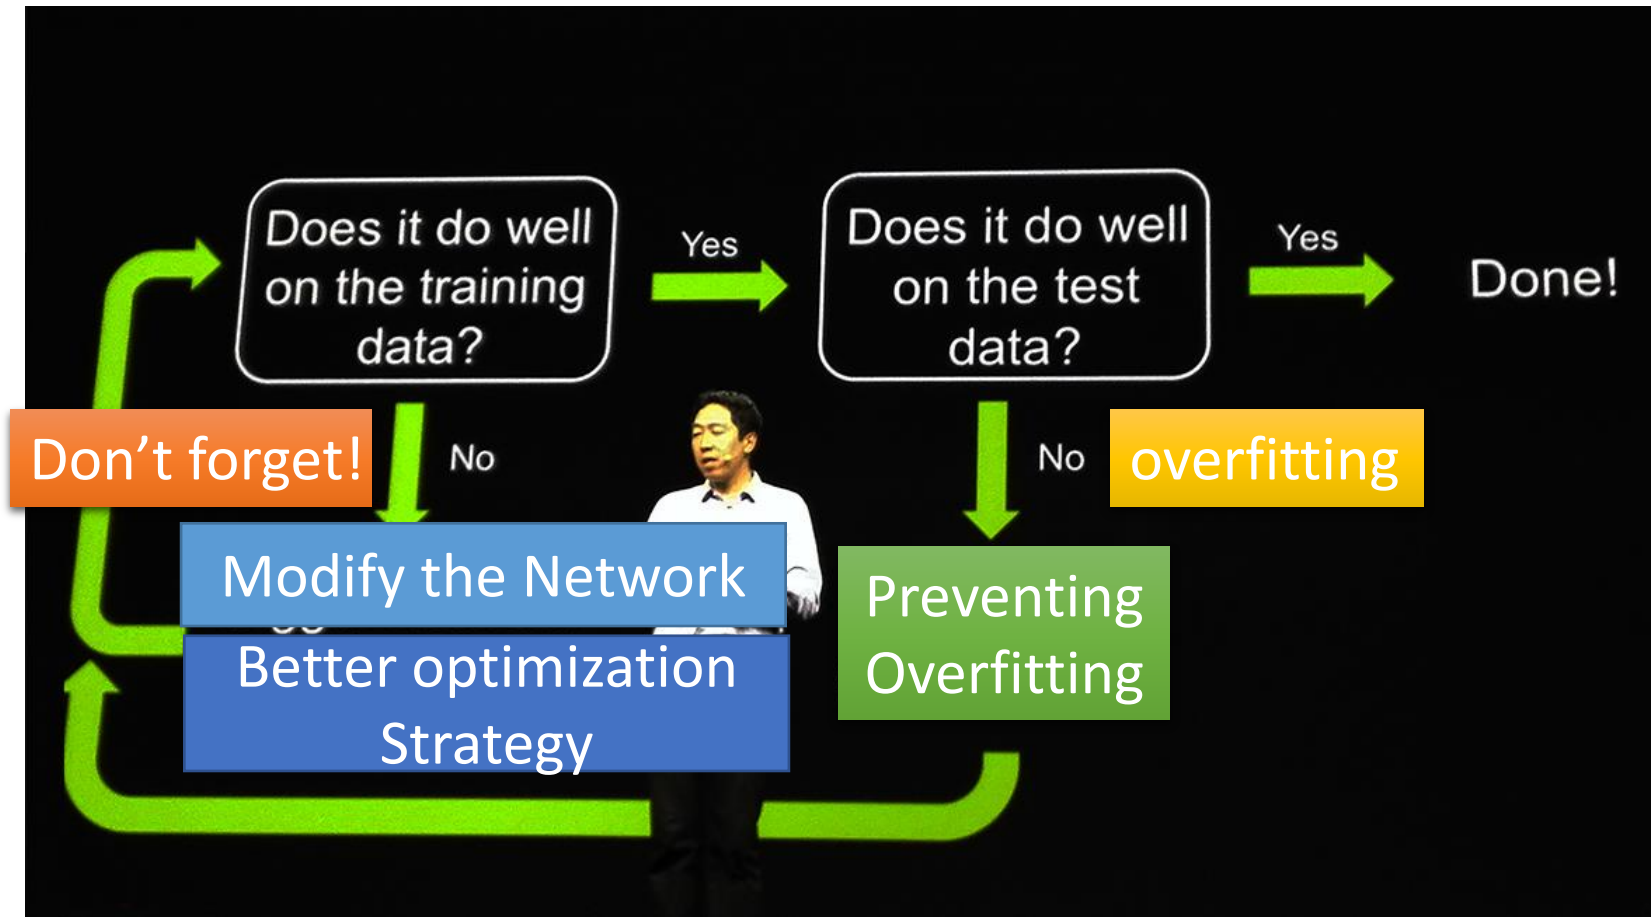 Does it do well
on the training
data?
Yes
Does it do well
on the test
data?
Yes
Done!
Don't forget!
No
No
overfitting
Modify the Network
Better optimization
Strategy
Preventing
Overfitting